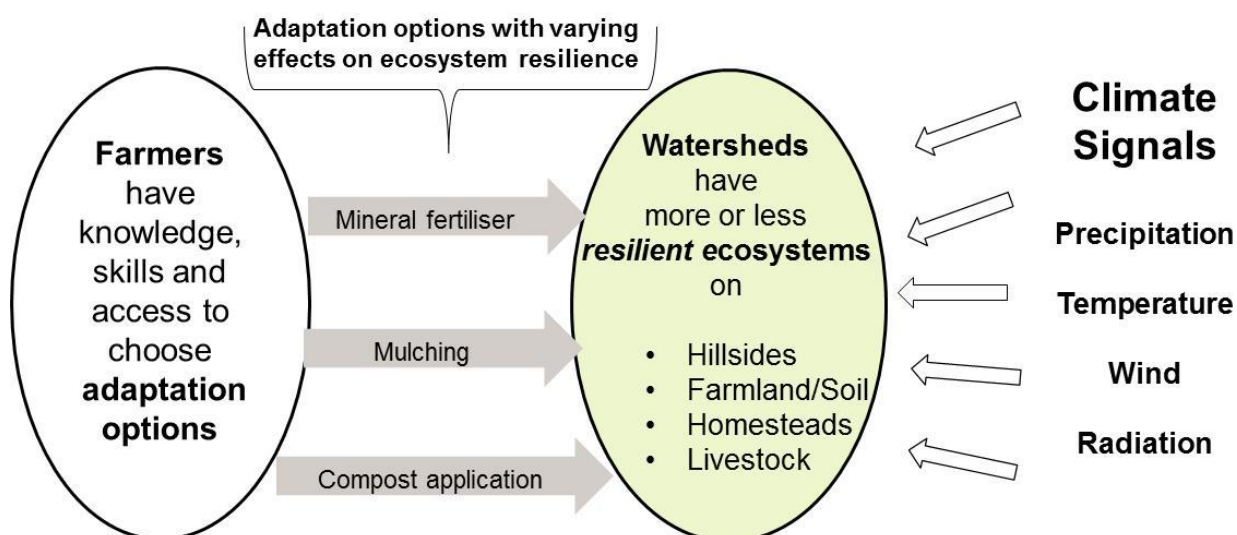 Adaptation options with varying
effects on ecosystem resilience
Farmers
have
knowledge,
skills and
access to
choose
adaptation
options
Mineral fertiliser
Mulching
Compost application
Watersheds
have
more or less
resilient ecosystems
on
• Hillsides
• Farmland/Soil
• Homesteads
• Livestock
Climate
Signals
Precipitation
Temperature
Wind
Radiation